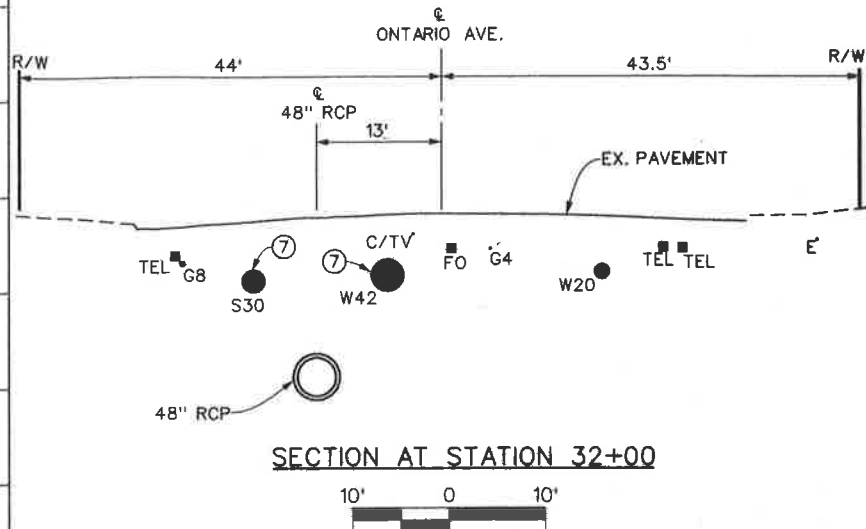 ℄
ONTARIO AVE.
R/W
44'
43.5'
R/W
℄
48" RCP
13'
EX. PAVEMENT
C/TV
7
7
TEL
G8
S30
W42
FO
G4
W20
TEL
TEL
E
48" RCP
SECTION AT STATION 32+00
10'
0
10'